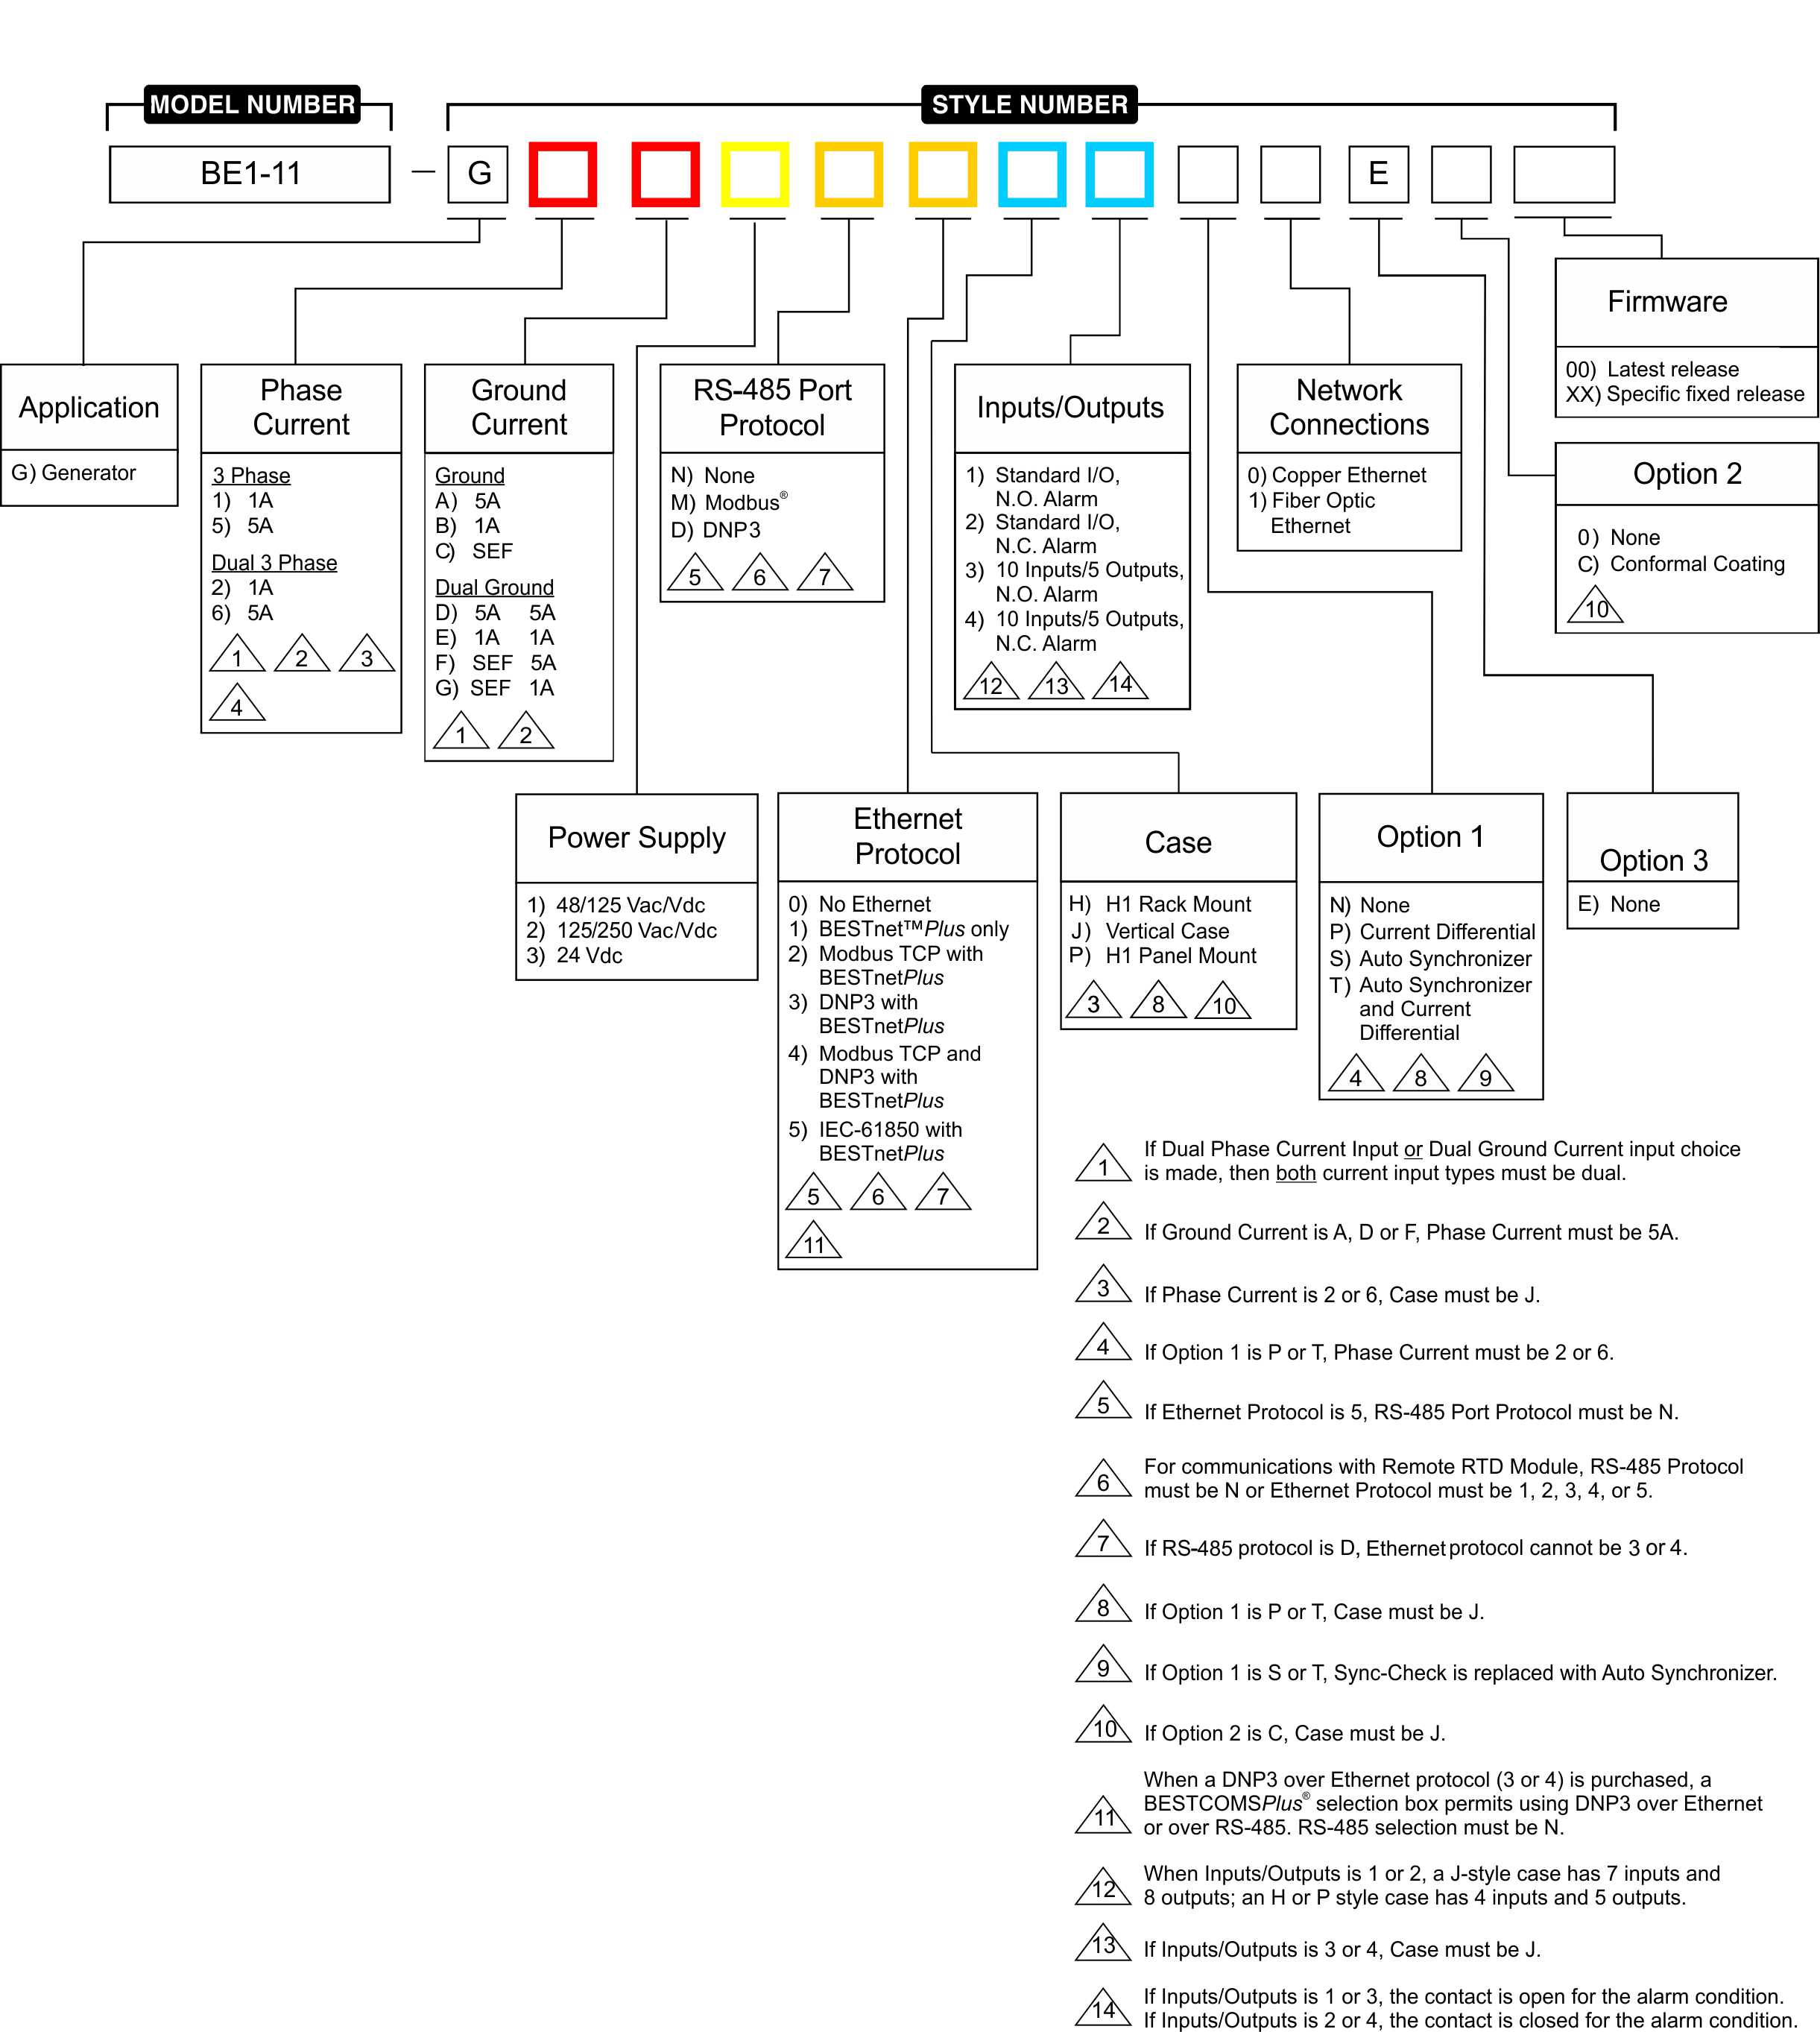 MODEL NUMBER
STYLE NUMBER
BE1-11
–
G
E
Firmware
00) Latest release
XX) Specific fixed release
Application
G) Generator
Phase
Current
3 Phase
1) 1A
5) 5A
Dual 3 Phase
2) 1A
6) 5A
1 2 3
4
Ground
Current
Ground
A) 5A
B) 1A
C) SEF
Dual Ground
D) 5A 5A
E) 1A 1A
F) SEF 5A
G) SEF 1A
1 2
RS-485 Port
Protocol
N) None
M) Modbus®
D) DNP3
5 6 7
Inputs/Outputs
1) Standard I/O,
N.O. Alarm
2) Standard I/O,
N.C. Alarm
3) 10 Inputs/5 Outputs,
N.O. Alarm
4) 10 Inputs/5 Outputs,
N.C. Alarm
12 13 14
Network
Connections
0) Copper Ethernet
1) Fiber Optic
Ethernet
Option 2
0) None
C) Conformal Coating
10
Power Supply
1) 48/125 Vac/Vdc
2) 125/250 Vac/Vdc
3) 24 Vdc
Ethernet
Protocol
0) No Ethernet
1) BESTnet™Plus only
2) Modbus TCP with
BESTnetPlus
3) DNP3 with
BESTnetPlus
4) Modbus TCP and
DNP3 with
BESTnetPlus
5) IEC-61850 with
BESTnetPlus
5 6 7
11
Case
H) H1 Rack Mount
J) Vertical Case
P) H1 Panel Mount
3 8 10
Option 1
N) None
P) Current Differential
S) Auto Synchronizer
T) Auto Synchronizer
and Current
Differential
4 8 9
Option 3
E) None
1 If Dual Phase Current Input or Dual Ground Current input choice
is made, then both current input types must be dual.
2 If Ground Current is A, D or F, Phase Current must be 5A.
3 If Phase Current is 2 or 6, Case must be J.
4 If Option 1 is P or T, Phase Current must be 2 or 6.
5 If Ethernet Protocol is 5, RS-485 Port Protocol must be N.
6 For communications with Remote RTD Module, RS-485 Protocol
must be N or Ethernet Protocol must be 1, 2, 3, 4, or 5.
7 If RS-485 protocol is D, Ethernet protocol cannot be 3 or 4.
8 If Option 1 is P or T, Case must be J.
9 If Option 1 is S or T, Sync-Check is replaced with Auto Synchronizer.
10 If Option 2 is C, Case must be J.
11 When a DNP3 over Ethernet protocol (3 or 4) is purchased, a
BESTCOMSPlus® selection box permits using DNP3 over Ethernet
or over RS-485. RS-485 selection must be N.
12 When Inputs/Outputs is 1 or 2, a J-style case has 7 inputs and
8 outputs; an H or P style case has 4 inputs and 5 outputs.
13 If Inputs/Outputs is 3 or 4, Case must be J.
14 If Inputs/Outputs is 1 or 3, the contact is open for the alarm condition.
If Inputs/Outputs is 2 or 4, the contact is closed for the alarm condition.